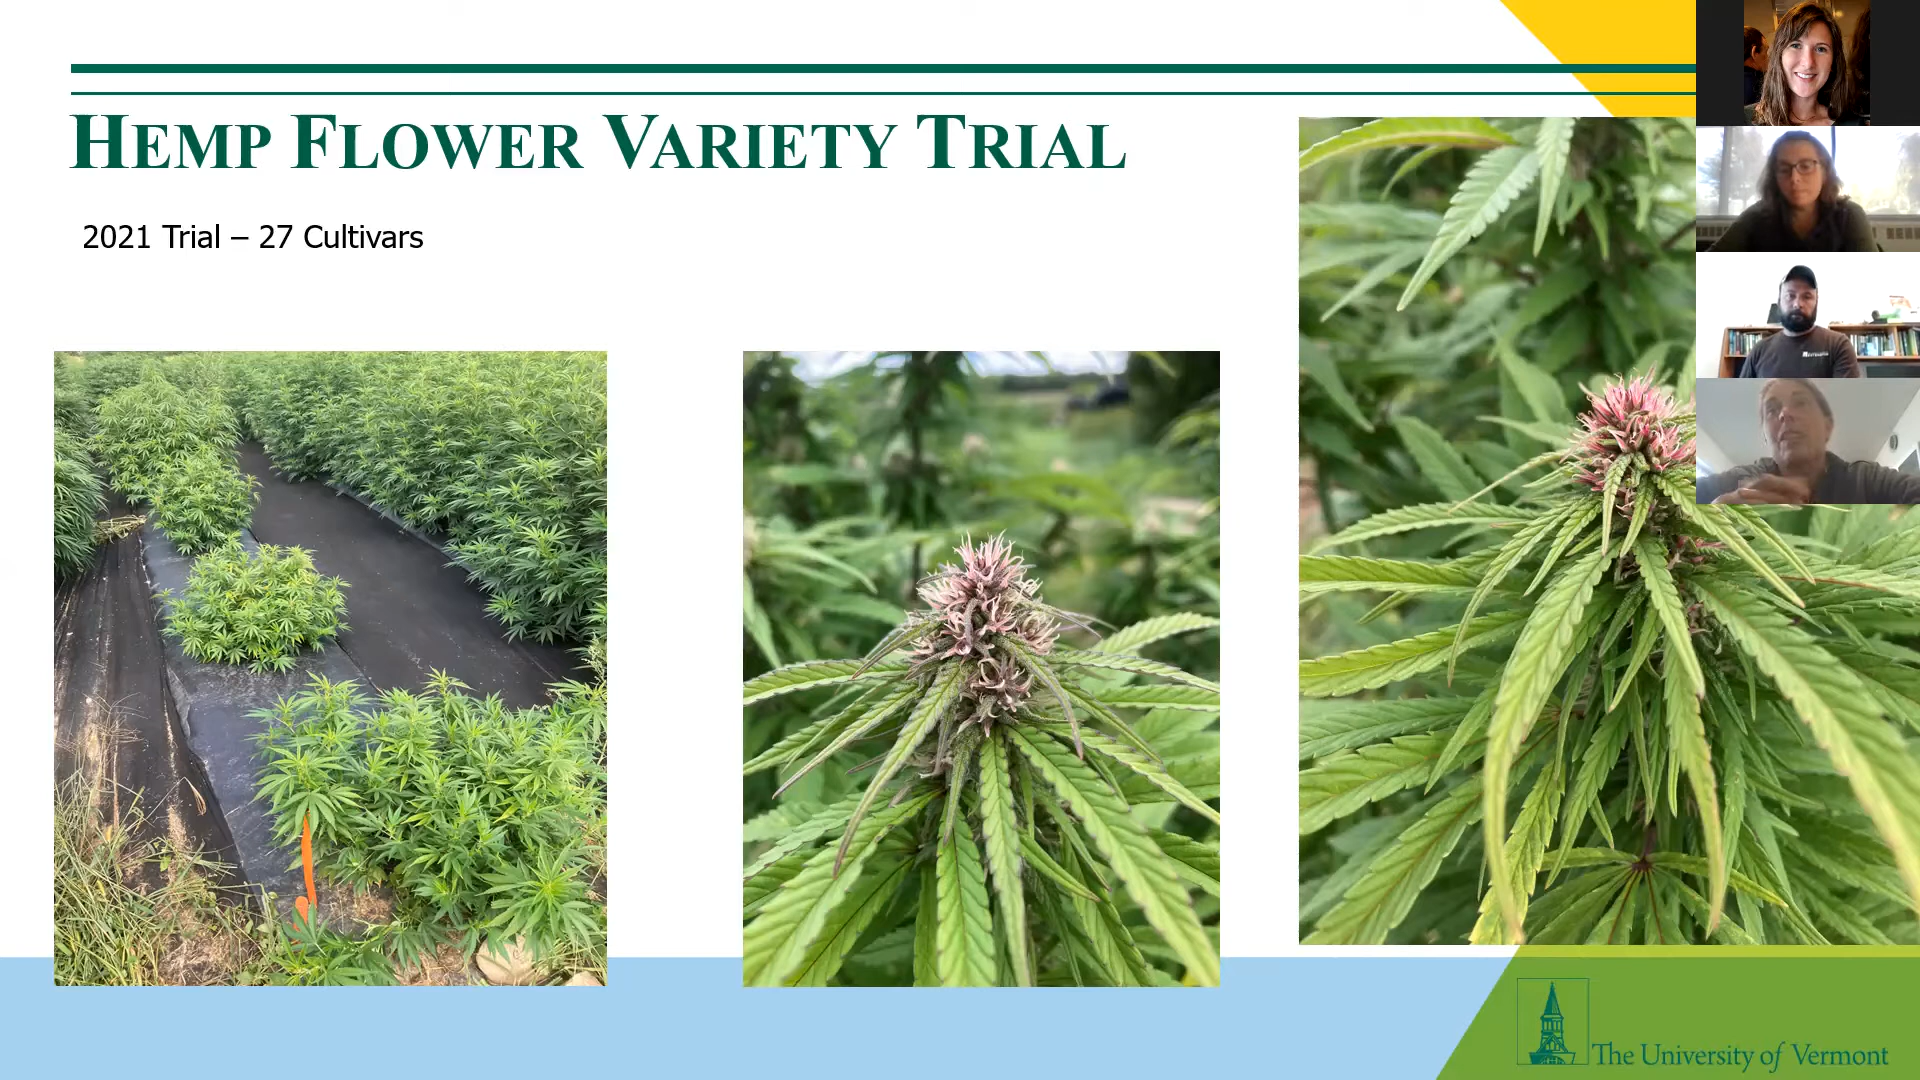 HEMP FLOWER VARIETY TRIAL
2021 Trial – 27 Cultivars
The University of Vermont